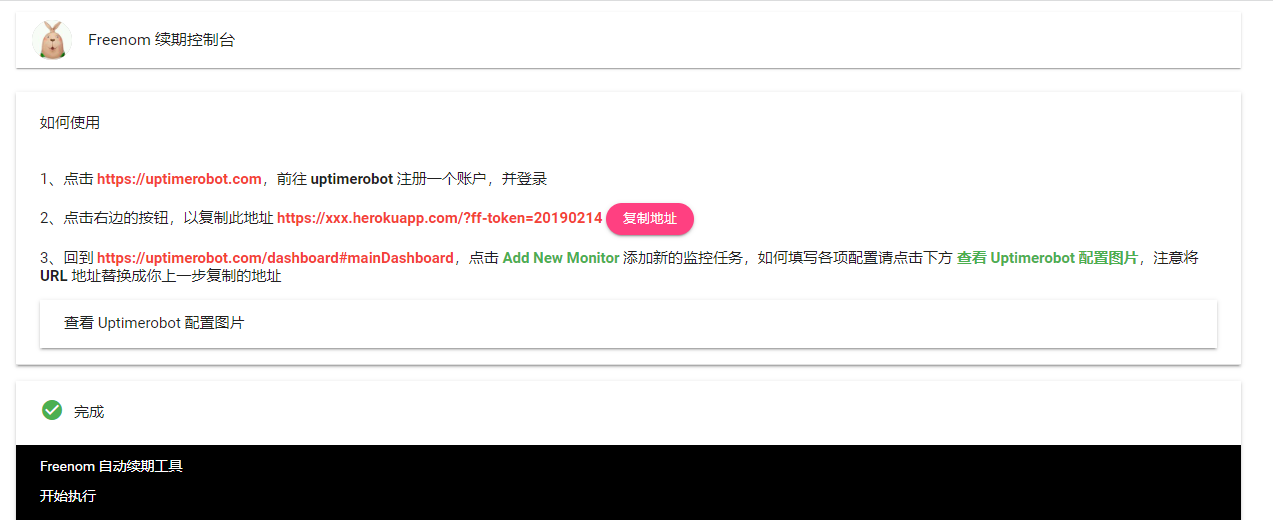 Freenom 续期控制台
如何使用
1、点击 https://uptimerobot.com，前往 uptimerobot 注册一个账户，并登录
2、点击右边的按钮，以复制此地址 https://xxx.herokuapp.com/?ff-token=20190214 复制地址
3、回到 https://uptimerobot.com/dashboard#mainDashboard，点击 Add New Monitor 添加新的监控任务，如何填写各项配置请点击下方 查看 Uptimerobot 配置图片，注意将
URL 地址替换成你上一步复制的地址
查看 Uptimerobot 配置图片
完成
Freenom 自动续期工具
开始执行